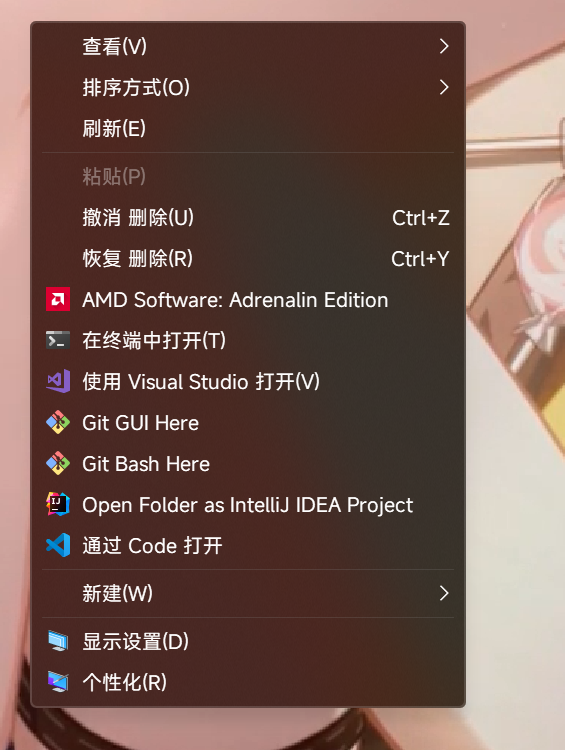 查看(V)
排序方式(O)
刷新(E)
粘贴(P)
撤消 删除(U) Ctrl+Z
恢复 删除(R) Ctrl+Y
AMD Software: Adrenalin Edition
在终端中打开(T)
使用 Visual Studio 打开(V)
Git GUI Here
Git Bash Here
Open Folder as IntelliJ IDEA Project
通过 Code 打开
新建(W)
显示设置(D)
个性化(R)